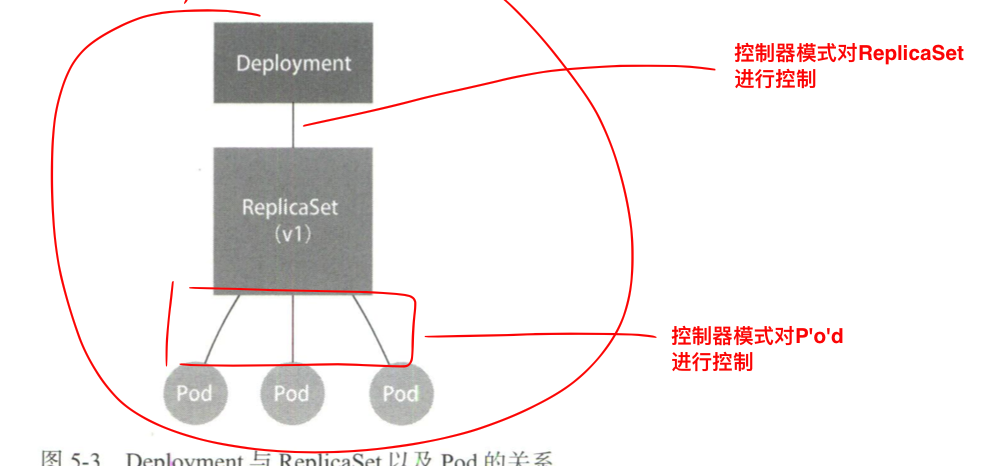 Deployment
控制器模式对ReplicaSet
进行控制
ReplicaSet
(v1)
控制器模式对P'o'd
进行控制
Pod
Pod
Pod
图 5-3 Deployment 与 ReplicaSet 以及 Pod 的关系